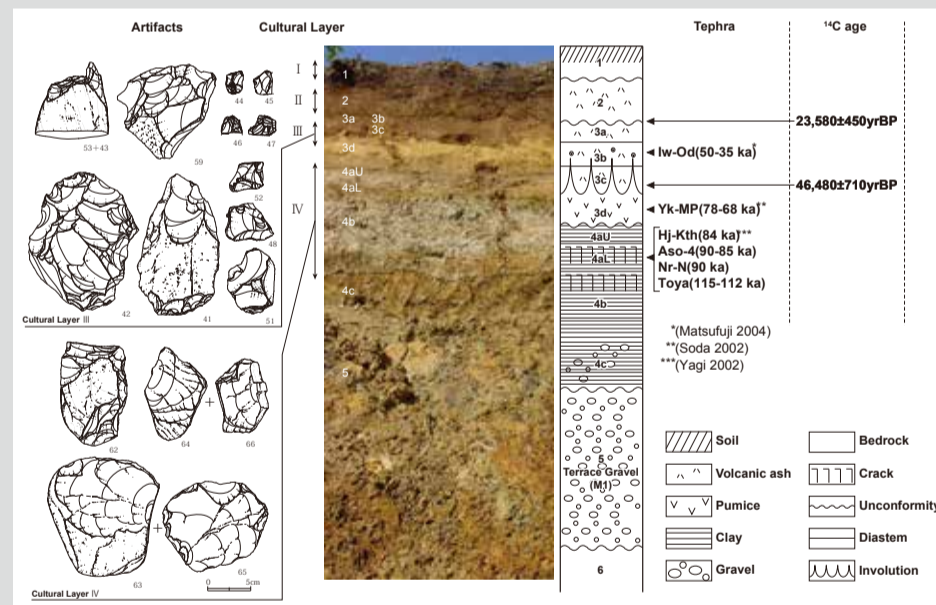 Artifacts
Cultural Layer
Tephra
14C age
I
II
III
IV
53+43
59
44
45
46
47
52
48
51
42
41
Cultural Layer III
62
64
+
66
63
+
65
0 5cm
Cultural Layer IV
1
2
3a 3b
3c
3d
4aU
4aL
4b
4c
5
1
2
3a
3b
3c
3d
4aU
4aL
4b
4c
5
Terrace Gravel
(M1)
6
23,580±450yrBP
Iw-Od(50-35 ka)*
46,480±710yrBP
Yk-MP(78-68 ka)**
Hj-Kth(84 ka)***
Aso-4(90-85 ka)
Nr-N(90 ka)
Toya(115-112 ka)
*(Matsufuji 2004)
**(Soda 2002)
***(Yagi 2002)
Soil
Volcanic ash
Pumice
Clay
Gravel
Bedrock
Crack
Unconformity
Diastem
Involution